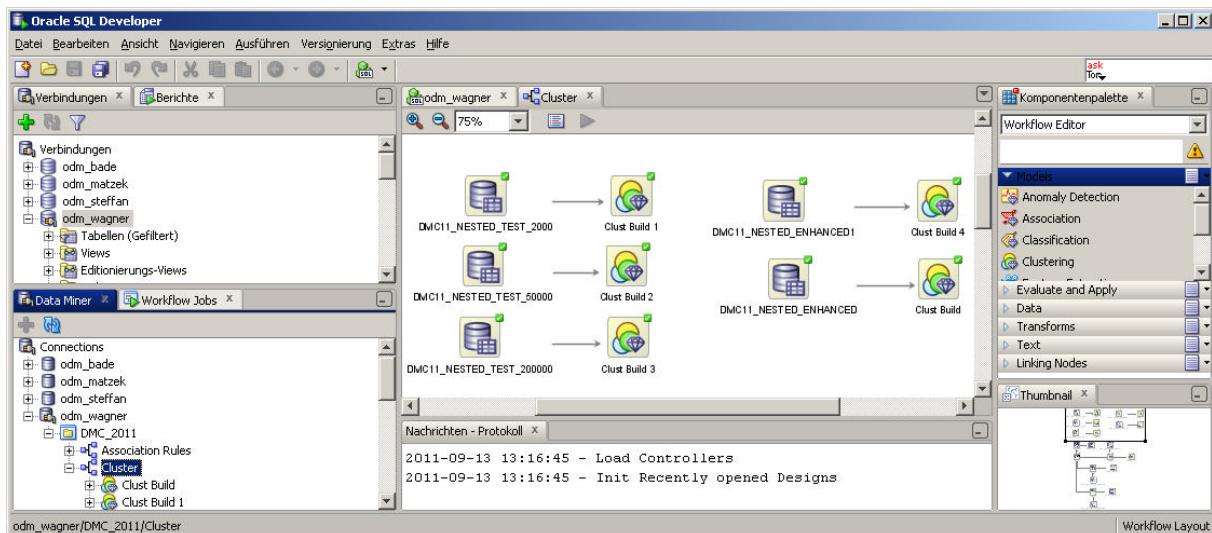 Oracle SQL Developer
Datei Bearbeiten Ansicht Navigieren Ausführen Versionierung Extras Hilfe
ask
Tom
Verbindungen
Berichte
Verbindungen
odm_bade
odm_matzek
odm_steffan
odm_wagner
Tabellen (Gefiltert)
Views
Editionierungs-Views
Data Miner
Workflow Jobs
Connections
odm_bade
odm_matzek
odm_steffan
odm_wagner
DMC_2011
Association Rules
Cluster
Clust Build
Clust Build 1
odm_wagner
Cluster
75%
DMC11_NESTED_TEST_2000
Clust Build 1
DMC11_NESTED_ENHANCED1
Clust Build 4
DMC11_NESTED_TEST_50000
Clust Build 2
DMC11_NESTED_ENHANCED
Clust Build
DMC11_NESTED_TEST_200000
Clust Build 3
Nachrichten - Protokoll
2011-09-13 13:16:45 - Load Controllers
2011-09-13 13:16:45 - Init Recently opened Designs
Komponentenpalette
Workflow Editor
Models
Anomaly Detection
Association
Classification
Clustering
Evaluate and Apply
Data
Transforms
Text
Linking Nodes
Thumbnail
odm_wagner/DMC_2011/Cluster
Workflow Layout